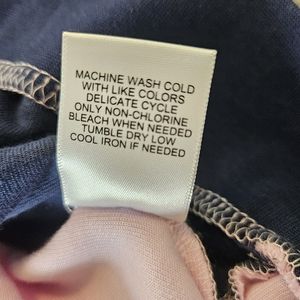 MACHINE WASH COLD
WITH LIKE COLORS
DELICATE CYCLE
ONLY NON-CHLORINE
BLEACH WHEN NEEDED
TUMBLE DRY LOW
COOL IRON IF NEEDED